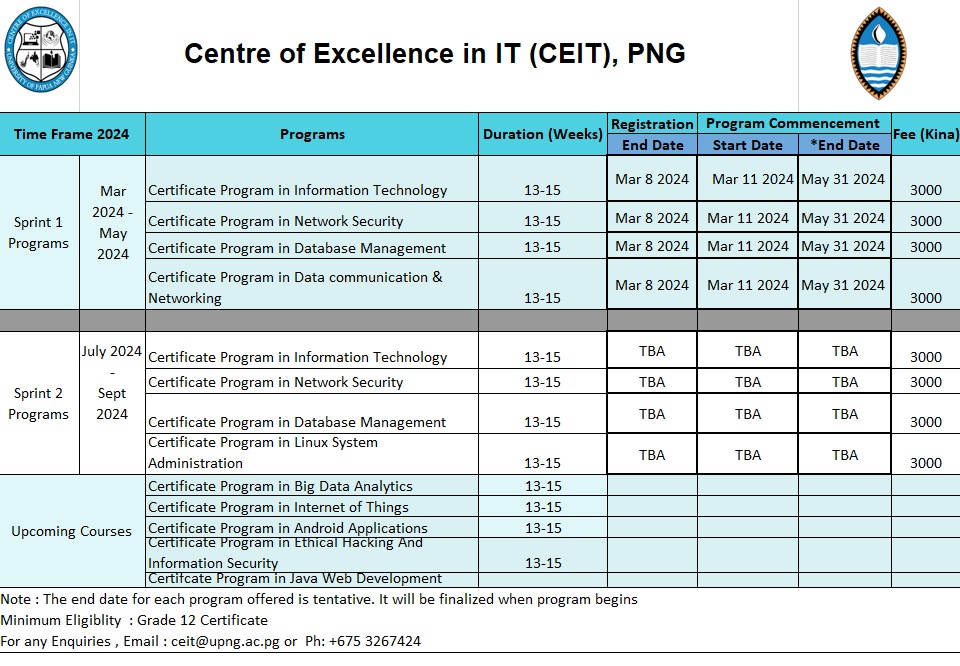 CENTRE OF EXCELLENCE IN IT
UNIVERSITY OF PAPUA NEW GUINEA
Centre of Excellence in IT (CEIT), PNG
Time Frame 2024 Programs Duration (Weeks) Registration Program Commencement Fee (Kina)
End Date Start Date *End Date
Sprint 1 Programs Mar 2024 - May 2024
Certificate Program in Information Technology 13-15 Mar 8 2024 Mar 11 2024 May 31 2024 3000
Certificate Program in Network Security 13-15 Mar 8 2024 Mar 11 2024 May 31 2024 3000
Certificate Program in Database Management 13-15 Mar 8 2024 Mar 11 2024 May 31 2024 3000
Certificate Program in Data communication &
Networking 13-15 Mar 8 2024 Mar 11 2024 May 31 2024 3000
Sprint 2 Programs July 2024 - Sept 2024
Certificate Program in Information Technology 13-15 TBA TBA TBA 3000
Certificate Program in Network Security 13-15 TBA TBA TBA 3000
Certificate Program in Database Management 13-15 TBA TBA TBA 3000
Certificate Program in Linux System
Administration 13-15 TBA TBA TBA 3000
Upcoming Courses
Certificate Program in Big Data Analytics 13-15
Certificate Program in Internet of Things 13-15
Certificate Program in Android Applications 13-15
Certificate Program in Ethical Hacking And
Information Security 13-15
Certifcate Program in Java Web Development
Note : The end date for each program offered is tentative. It will be finalized when program begins
Minimum Eligiblity : Grade 12 Certificate
For any Enquiries , Email : ceit@upng.ac.pg or Ph: +675 3267424